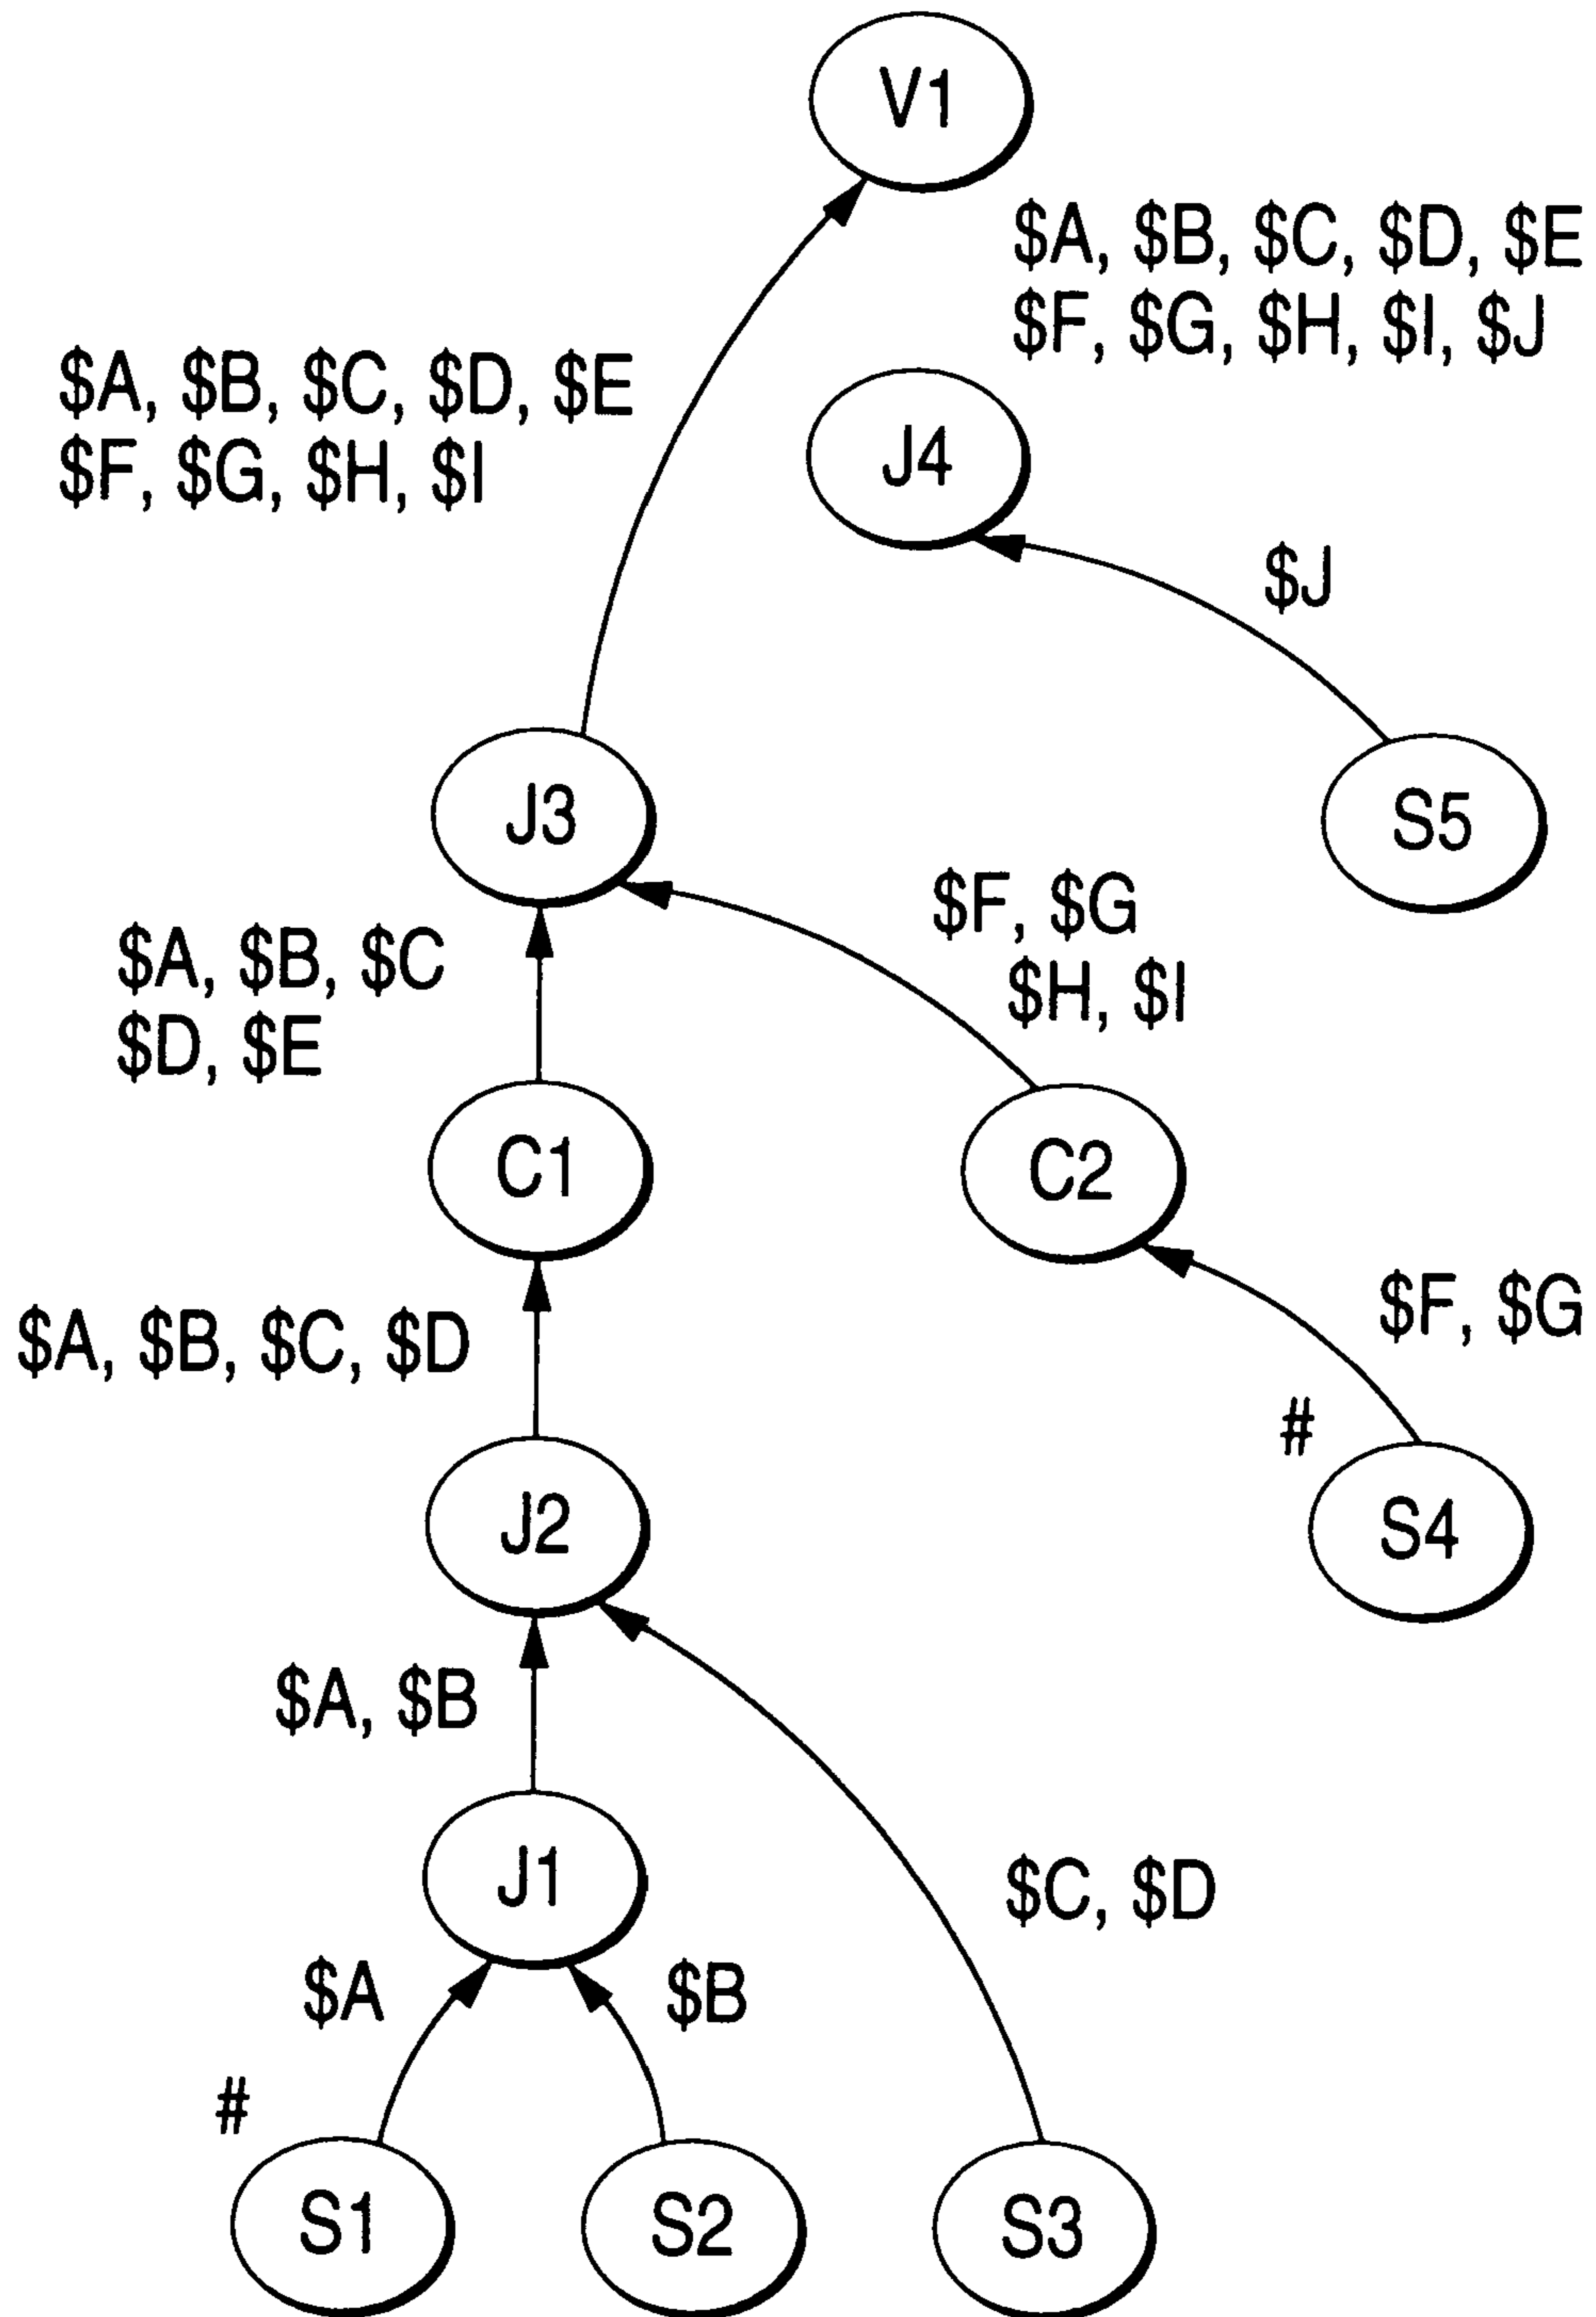 V1
$A, $B, $C, $D, $E
$F, $G, $H, $I, $J
$A, $B, $C, $D, $E
$F, $G, $H, $I
J4
$J
J3
S5
$F, $G
$H, $I
$A, $B, $C
$D, $E
C1
C2
$F, $G
$A, $B, $C, $D
#
J2
S4
$A, $B
J1
$C, $D
$A
$B
#
S1
S2
S3